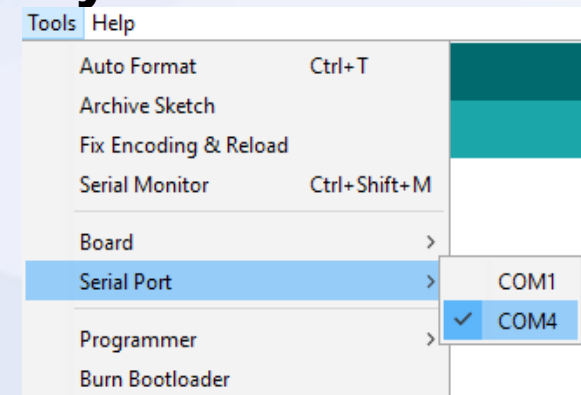 Tools Help
Auto Format Ctrl+T
Archive Sketch
Fix Encoding & Reload
Serial Monitor Ctrl+Shift+M
Board
Serial Port COM1
COM4
Programmer
Burn Bootloader